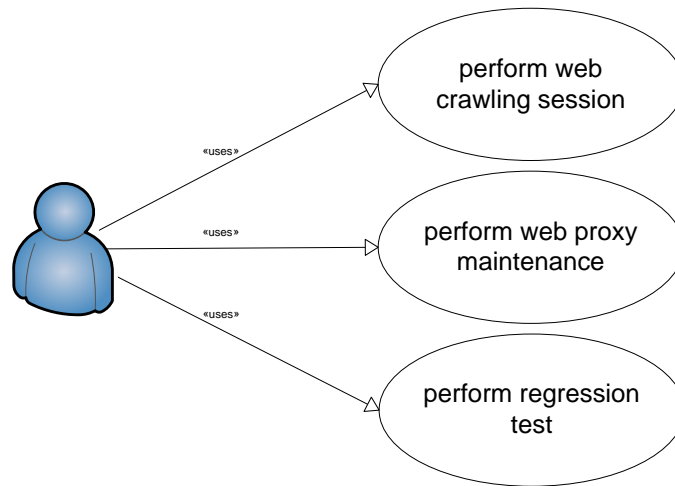 perform web
crawling session
«uses»
«uses»
perform web proxy
maintenance
«uses»
perform regression
test